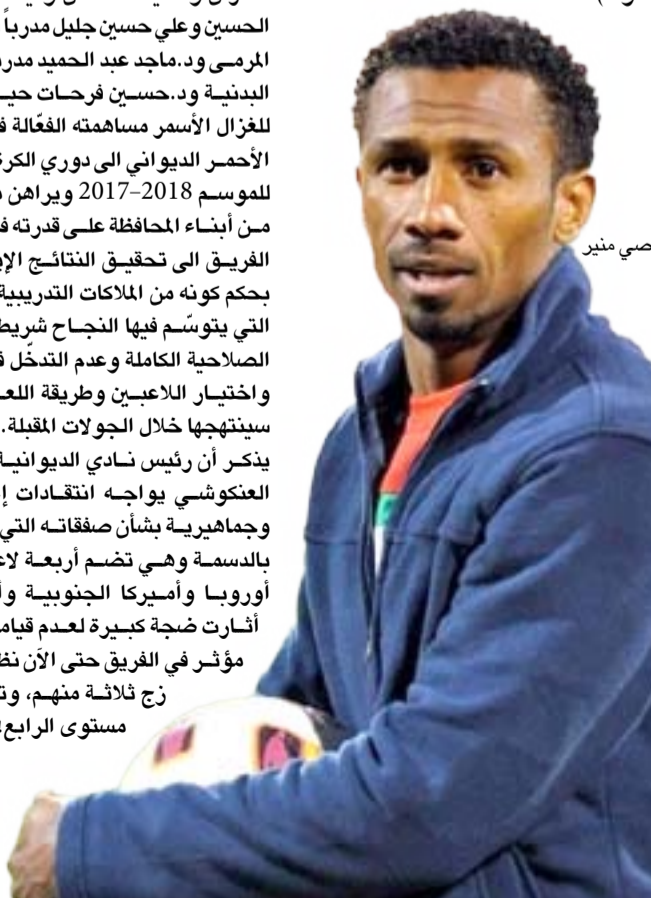 الحسين وعلي حسين جليل مدرباً
المرمى ود.ماجد عبد الحميد مدر
البدنية ود.حسين فرحات حيـ
للغزال الأسمر مساهمته الفعّالة ف
الأحمر الديواني الى دوري الكر
للموسم 2018-2017 ويراهن
من أبناء المحافظة على قدرته ف
صي منير
الفريق الى تحقيق النتائج الإ
بحكم كونه من الملاكات التدريبية
التي يتوسّم فيها النجاح شريط
الصلاحية الكاملة وعدم التدخّل ق
واختيار اللاعبين وطريقة اللعـ
سينتهجها خلال الجولات المقبلة.
يذكر أن رئيس نادي الديوانيـ
العنكوشي يواجه انتقادات إ
وجماهيرية بشأن صفقاته التي
بالدسمة وهي تضم أربعة لاع
أوروبا وأميركا الجنوبية وأ
أثارت ضجة كبيرة لعدم قيام
مؤثر في الفريق حتى الآن نظ
زج ثلاثة منهم، وت
مستوى الرابع!